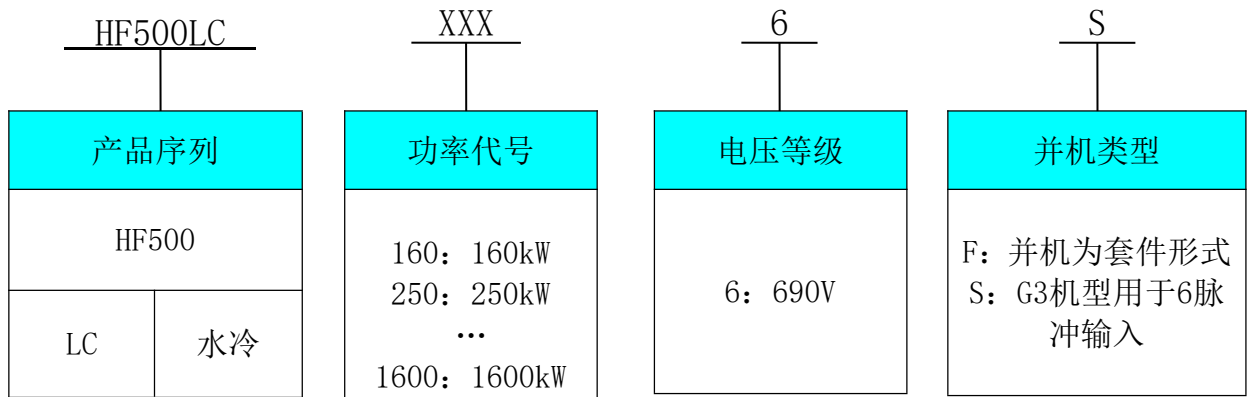 HF500LC
XXX
6
S
产品序列
功率代号
电压等级
并机类型
HF500
LC
水冷
160：160kW
250：250kW
…
1600：1600kW
6：690V
F：并机为套件形式
S：G3机型用于6脉
冲输入